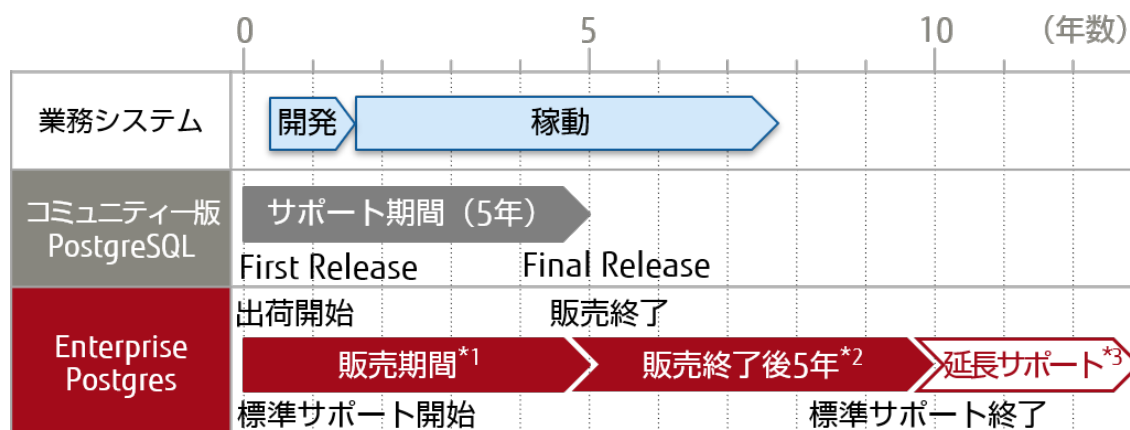 0 5 10 （年数）
業務システム
開発 稼動
コミュニティー版
PostgreSQL
サポート期間（5年）
First Release Final Release
Enterprise
Postgres
出荷開始 販売終了
販売期間*1 販売終了後5年*2 延長サポート*3
標準サポート開始 標準サポート終了